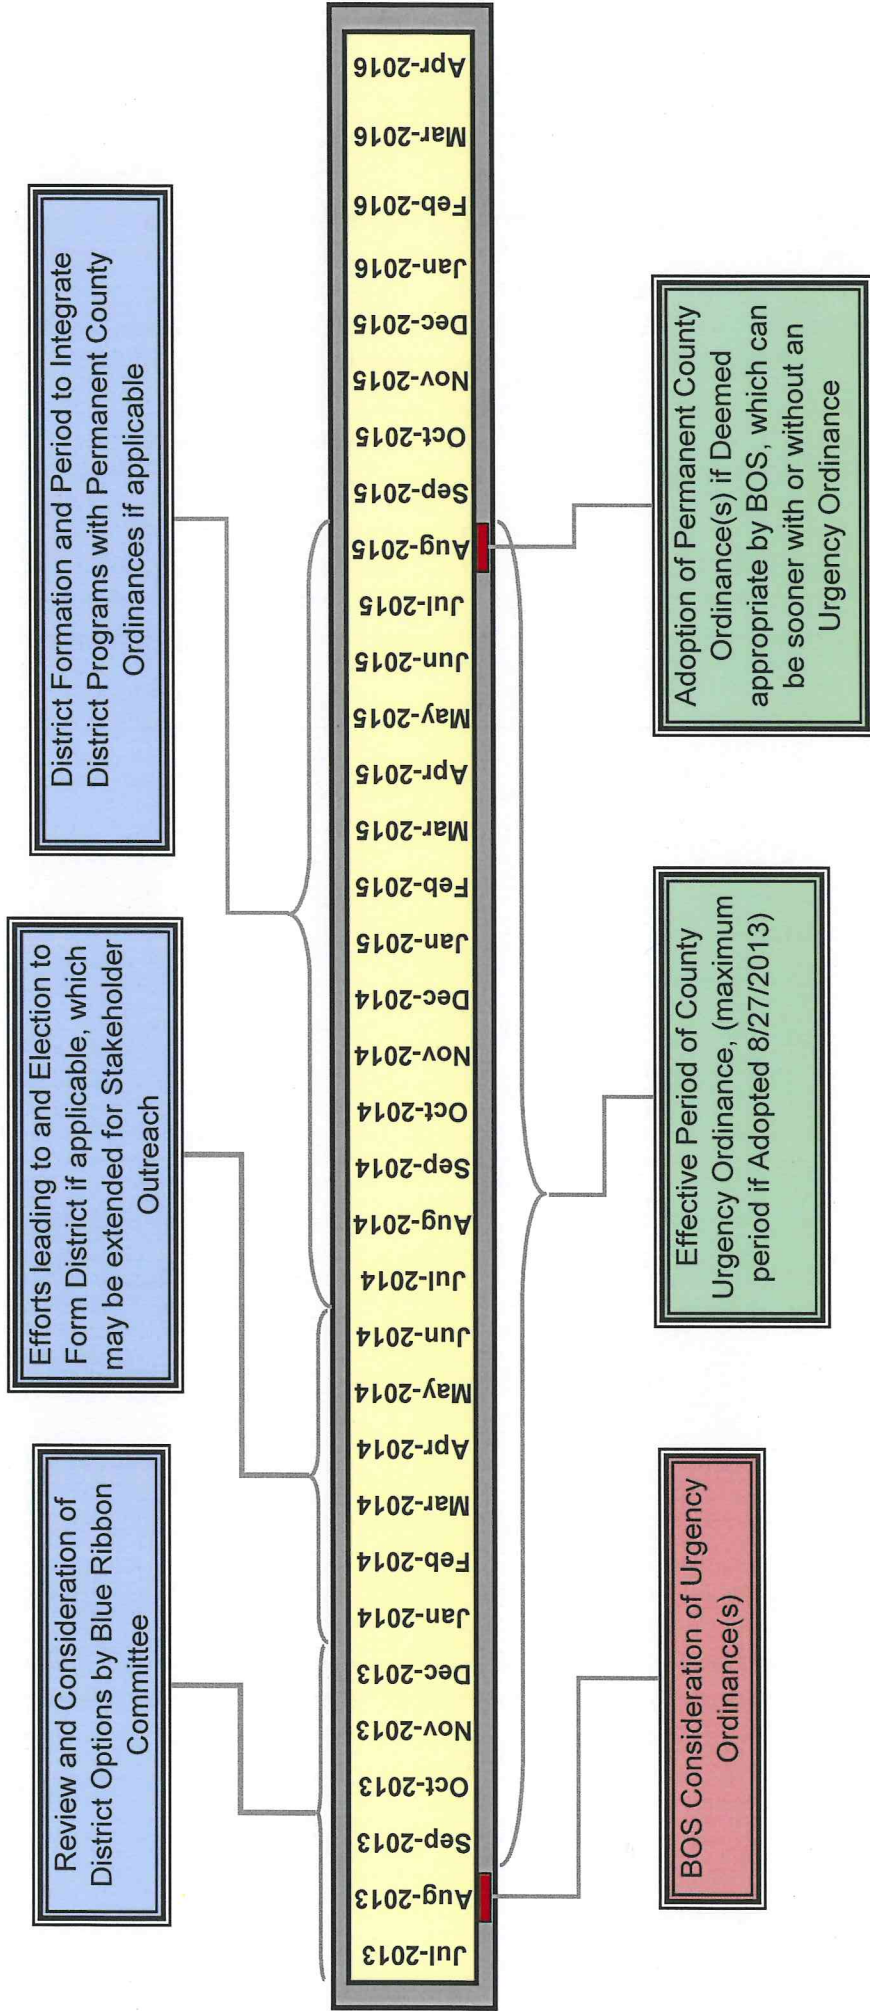 Review and Consideration of
District Options by Blue Ribbon
Committee
Efforts leading to and Election to
Form District if applicable, which
may be extended for Stakeholder
Outreach
District Formation and Period to Integrate
District Programs with Permanent County
Ordinances if applicable
Jul-2013
Aug-2013
Sep-2013
Oct-2013
Nov-2013
Dec-2013
Jan-2014
Feb-2014
Mar-2014
Apr-2014
May-2014
Jun-2014
Jul-2014
Aug-2014
Sep-2014
Oct-2014
Nov-2014
Dec-2014
Jan-2015
Feb-2015
Mar-2015
Apr-2015
May-2015
Jun-2015
Jul-2015
Aug-2015
Sep-2015
Oct-2015
Nov-2015
Dec-2015
Jan-2016
Feb-2016
Mar-2016
Apr-2016
BOS Consideration of Urgency
Ordinance(s)
Effective Period of County
Urgency Ordinance, (maximum
period if Adopted 8/27/2013)
Adoption of Permanent County
Ordinance(s) if Deemed
appropriate by BOS, which can
be sooner with or without an
Urgency Ordinance